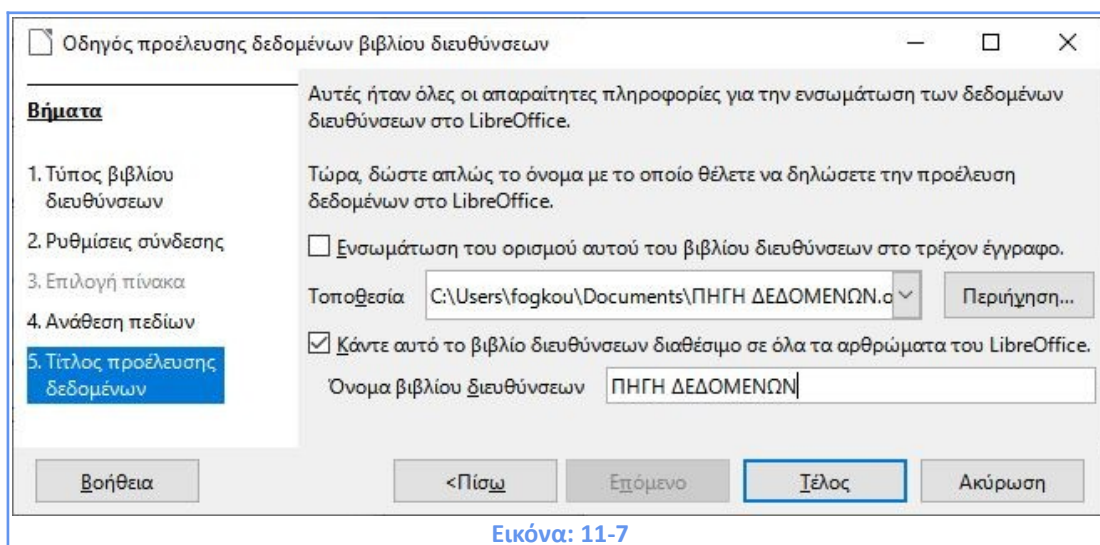 Οδηγός προέλευσης δεδομένων βιβλίου διευθύνσεων
Βήματα
1. Τύπος βιβλίου
διευθύνσεων
2. Ρυθμίσεις σύνδεσης
3. Επιλογή πίνακα
4. Ανάθεση πεδίων
5. Τίτλος προέλευσης
δεδομένων
Αυτές ήταν όλες οι απαραίτητες πληροφορίες για την ενσωμάτωση των δεδομένων
διευθύνσεων στο LibreOffice.
Τώρα, δώστε απλώς το όνομα με το οποίο θέλετε να δηλώσετε την προέλευση
δεδομένων στο LibreOffice.
Ενσωμάτωση του ορισμού αυτού του βιβλίου διευθύνσεων στο τρέχον έγγραφο.
Τοποθεσία C:\Users\fogkou\Documents\ΠΗΓΗ ΔΕΔΟΜΕΝΩΝ.o Περιήγηση...
Κάντε αυτό το βιβλίο διευθύνσεων διαθέσιμο σε όλα τα αρθρώματα του LibreOffice.
Όνομα βιβλίου διευθύνσεων ΠΗΓΗ ΔΕΔΟΜΕΝΩΝ
Βοήθεια <Πίσω Επόμενο Τέλος Ακύρωση
Εικόνα: 11-7